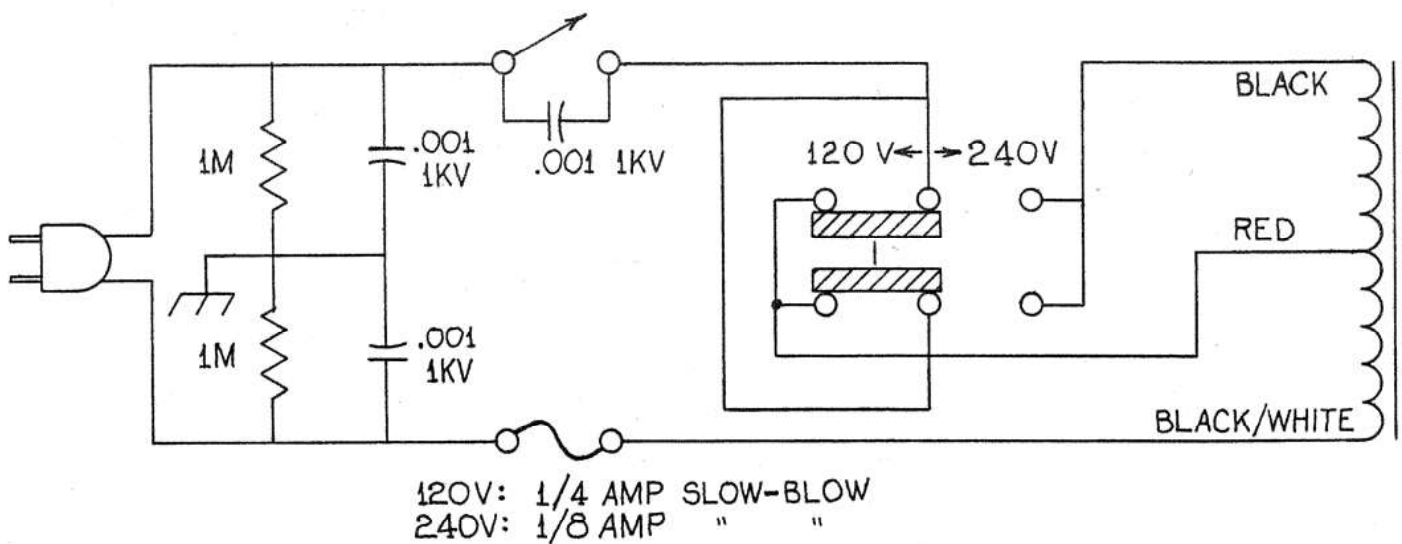 BLACK
.001
1KV
1M
.001 1KV
120 V ↔ 240V
RED
.001
1KV
1M
BLACK/WHITE
120V: 1/4 AMP SLOW-BLOW
240V: 1/8 AMP " "